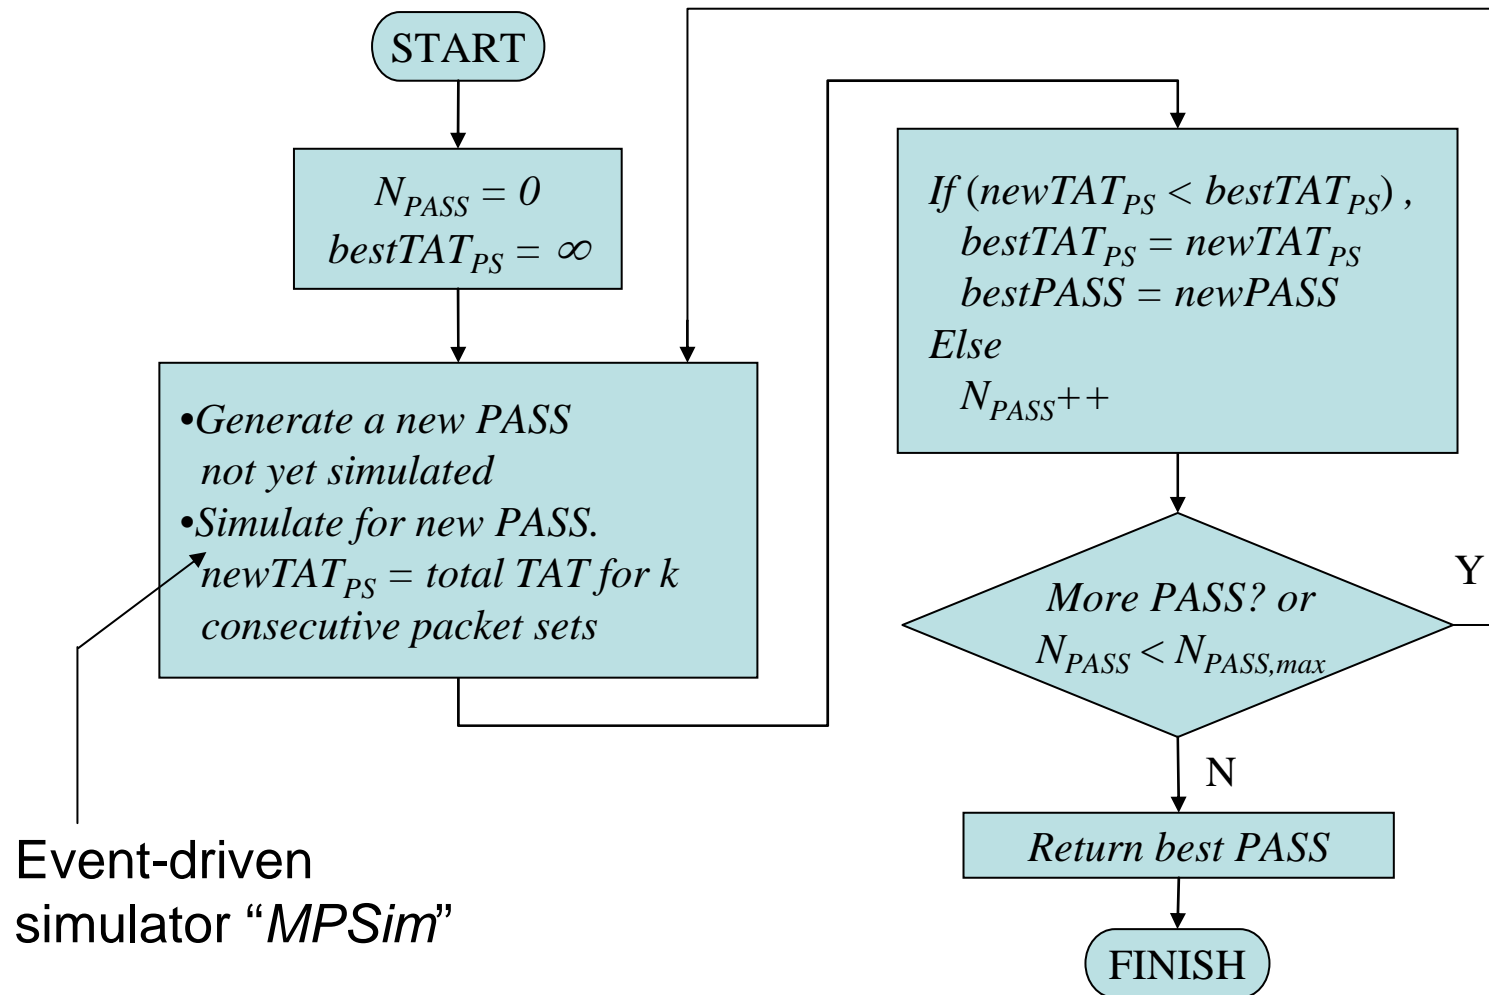 START
N_PASS = 0
bestTAT_PS = ∞
•Generate a new PASS
not yet simulated
•Simulate for new PASS.
newTAT_PS = total TAT for k
consecutive packet sets
Event-driven
simulator “MPSim”
If (newTAT_PS < bestTAT_PS) ,
bestTAT_PS = newTAT_PS
bestPASS = newPASS
Else
N_PASS++
More PASS? or
N_PASS < N_PASS,max
Y
N
Return best PASS
FINISH